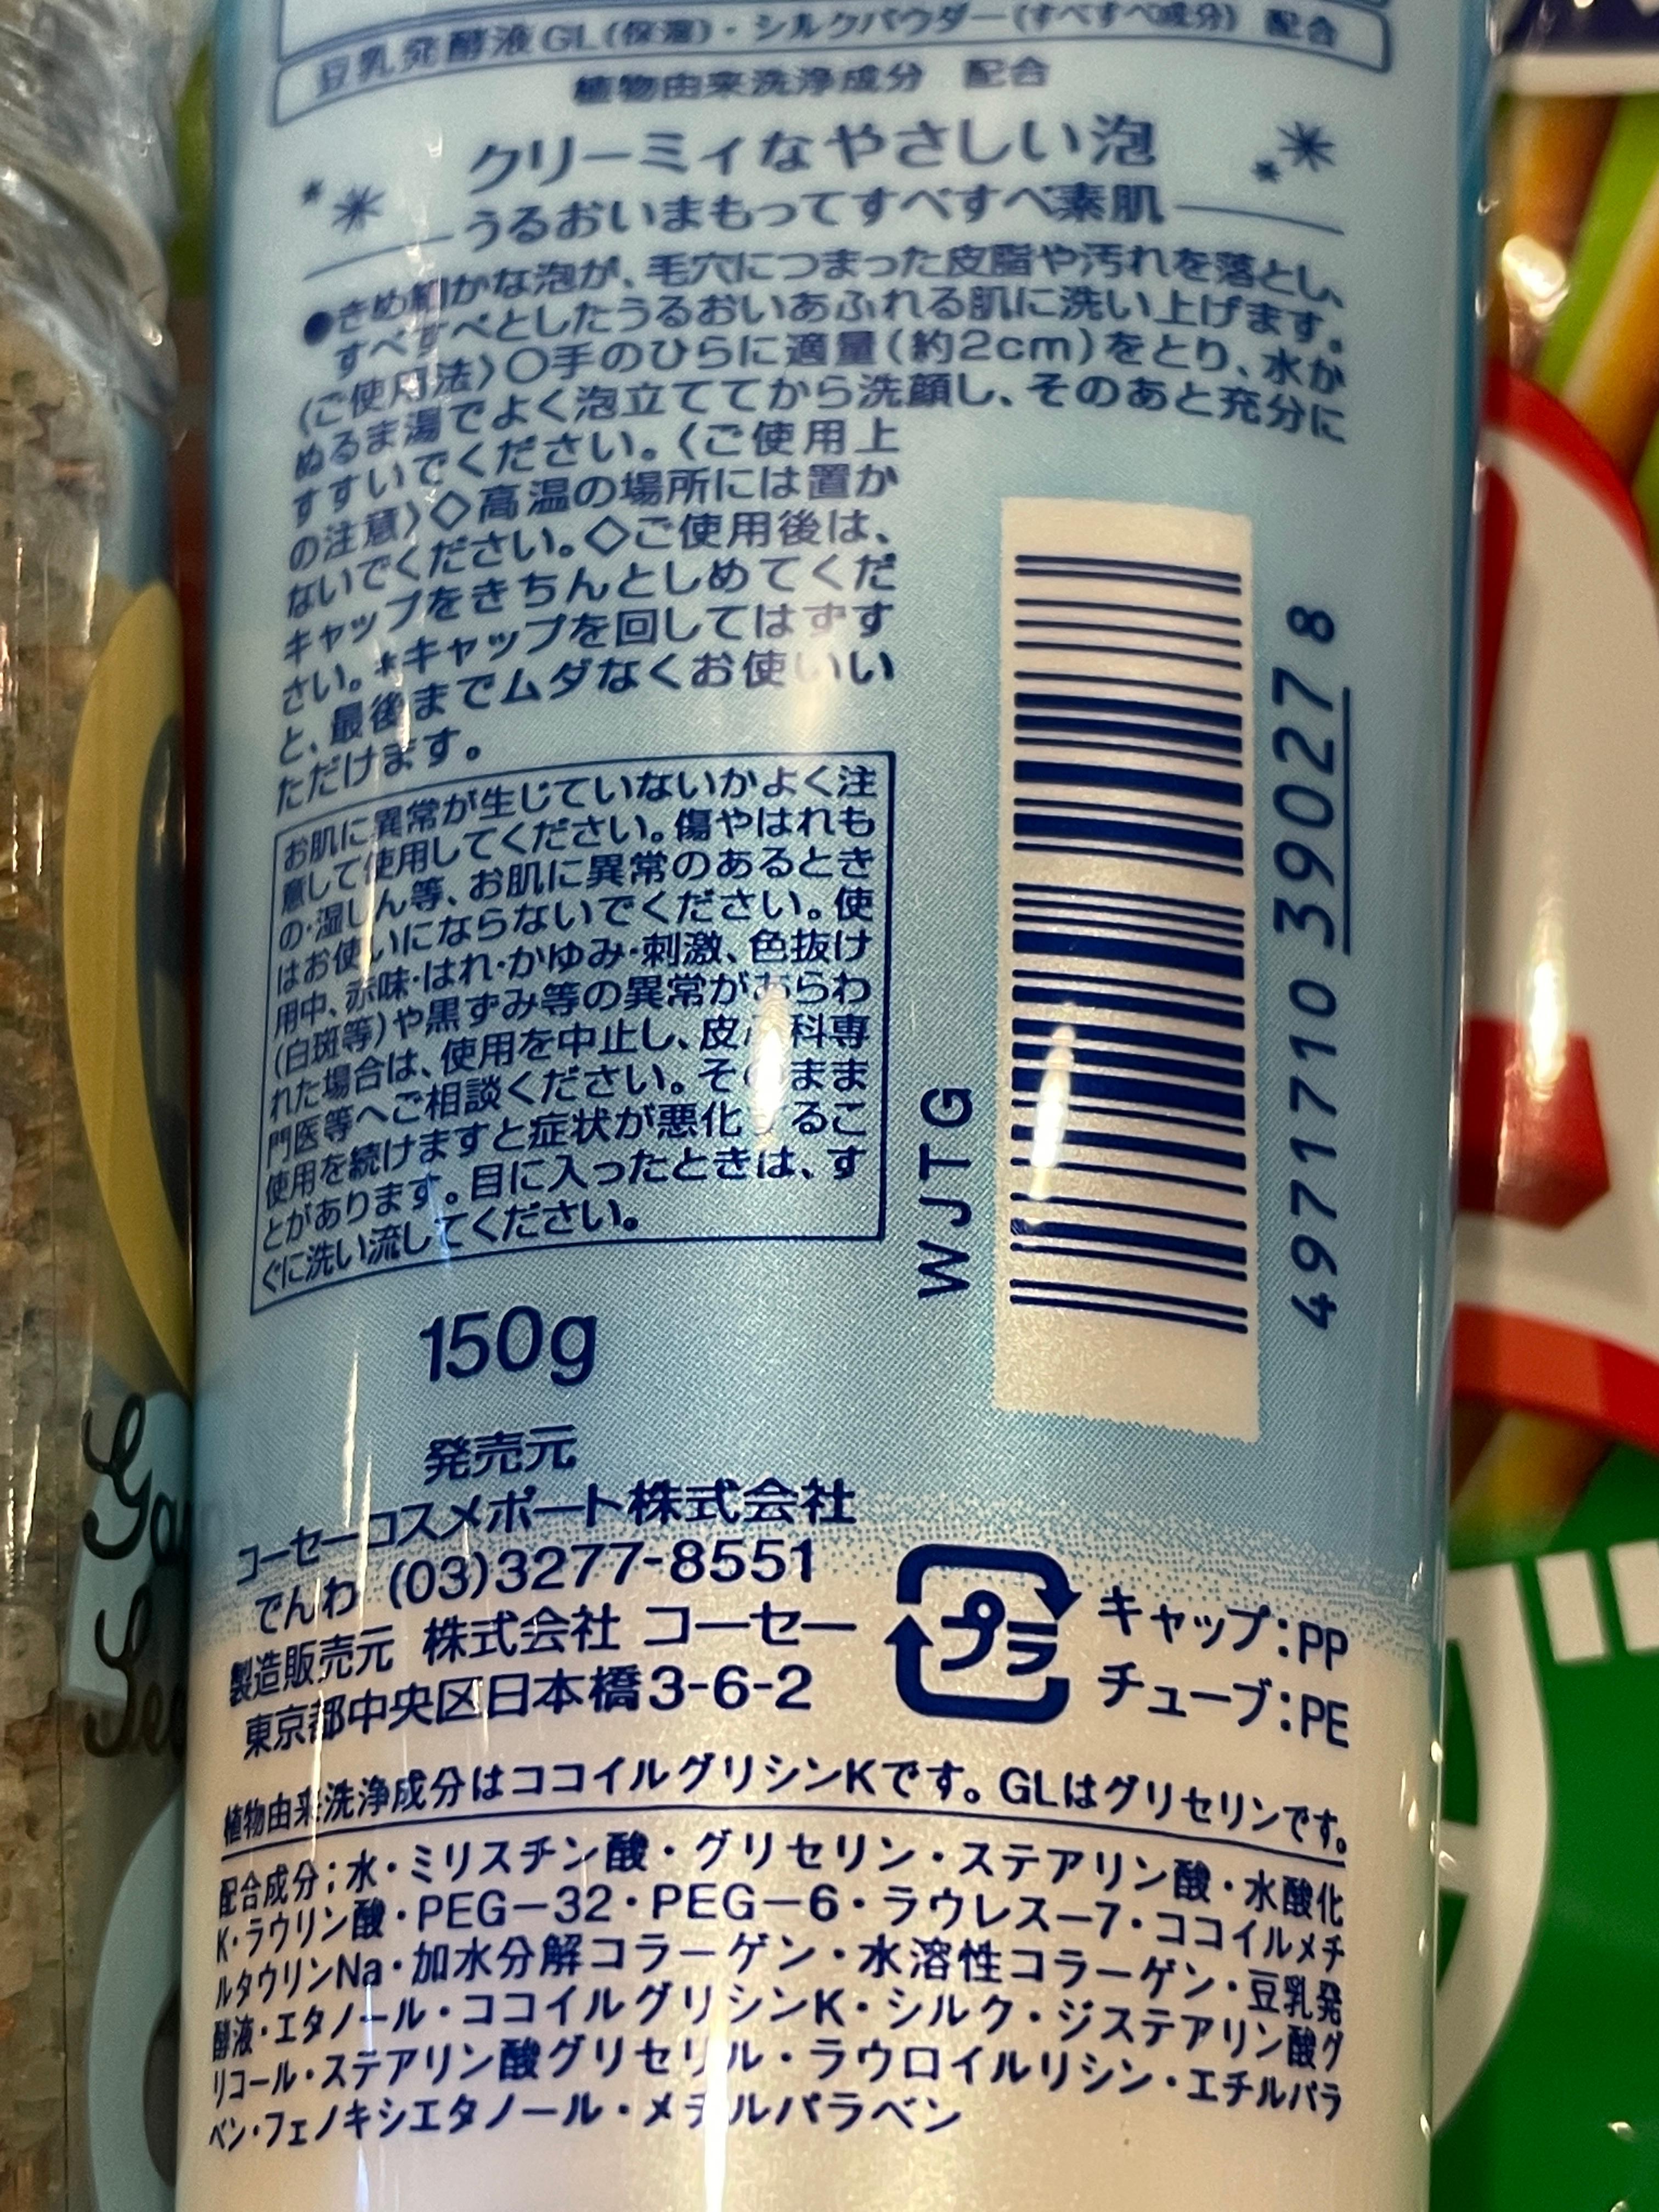 豆乳発酵液GL(保湿)・シルクパウダー(すべすべ成分) 配合
植物由来洗浄成分 配合
クリーミィなやさしい泡
うるおいまもってすべすべ素肌
●きめ細かな泡が、毛穴につまった皮脂や汚れを落とし、
すべすべとしたうるおいあふれる肌に洗い上げます。
〈ご使用法〉○手のひらに適量(約2cm)をとり、水か
ぬるま湯でよく泡立ててから洗顔し、そのあと充分に
すすいでください。〈ご使用上
の注意〉◇高温の場所には置か
ないでください。◇ご使用後は、
キャップをきちんとしめてくだ
さい。*キャップを回してはずす
と、最後までムダなくお使いい
ただけます。
お肌に異常が生じていないかよく注
意して使用してください。傷やはれも
の・湿しん等、お肌に異常のあるとき
はお使いにならないでください。使
用中、赤味・はれ・かゆみ・刺激、色抜け
(白斑等)や黒ずみ等の異常があらわ
れた場合は、使用を中止し、皮膚科専
門医等へご相談ください。そのまま
使用を続けますと症状が悪化するこ
とがあります。目に入ったときは、す
ぐに洗い流してください。
WJTG
4971710 390278
150g
発売元
コーセーコスメポート株式会社
でんわ (03)3277-8551
製造販売元 株式会社 コーセー
東京都中央区日本橋3-6-2
プラ
キャップ:PP
チューブ:PE
植物由来洗浄成分はココイルグリシンKです。GLはグリセリンです。
配合成分:水・ミリスチン酸・グリセリン・ステアリン酸・水酸化
K・ラウリン酸・PEG-32・PEG-6・ラウレス-7・ココイルメチ
ルタウリンNa・加水分解コラーゲン・水溶性コラーゲン・豆乳発
酵液・エタノール・ココイルグリシンK・シルク・ジステアリン酸グ
リコール・ステアリン酸グリセリル・ラウロイルリシン・エチルパラ
ベン・フェノキシエタノール・メチルパラベン